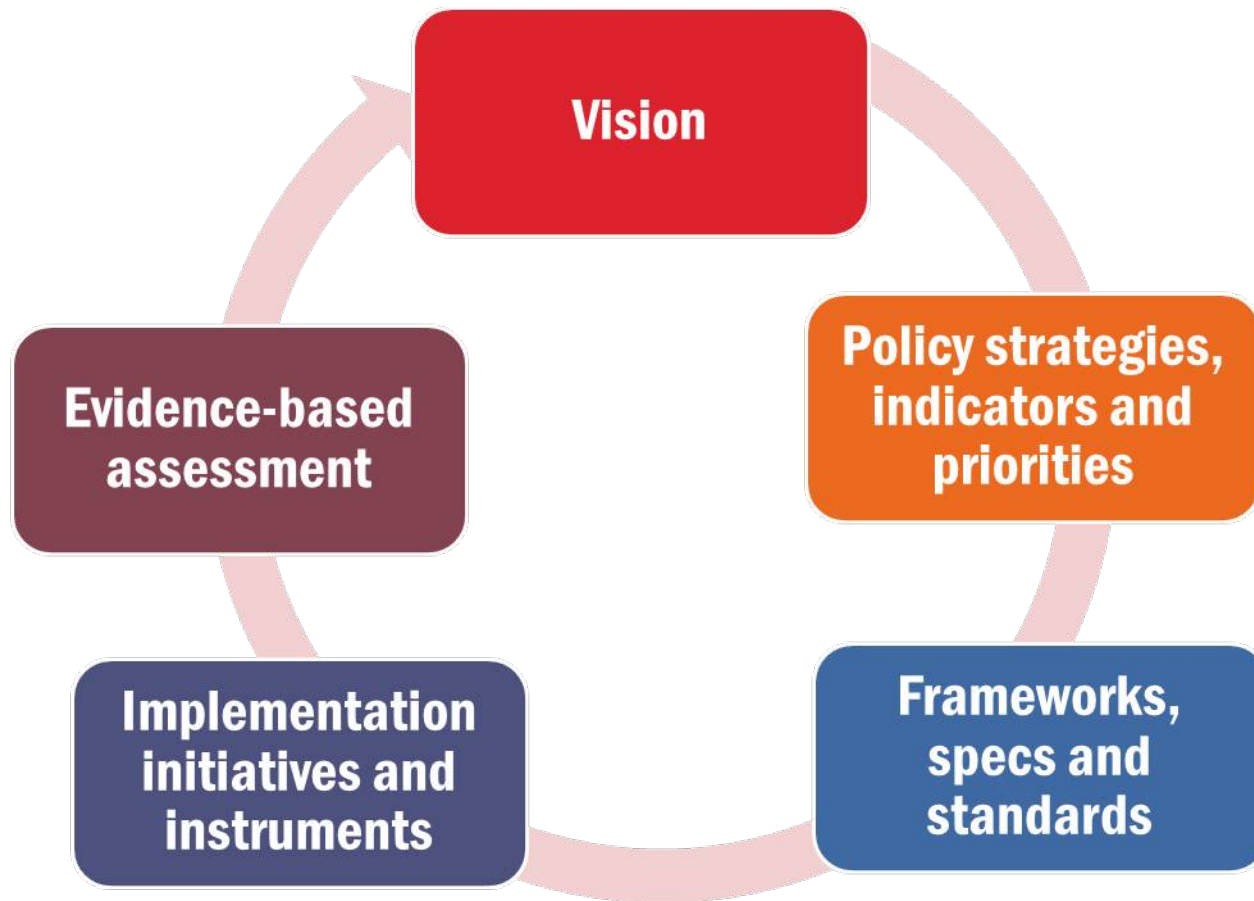 Vision
Policy strategies,
indicators and
priorities
Frameworks,
specs and
standards
Implementation
initiatives and
instruments
Evidence-based
assessment